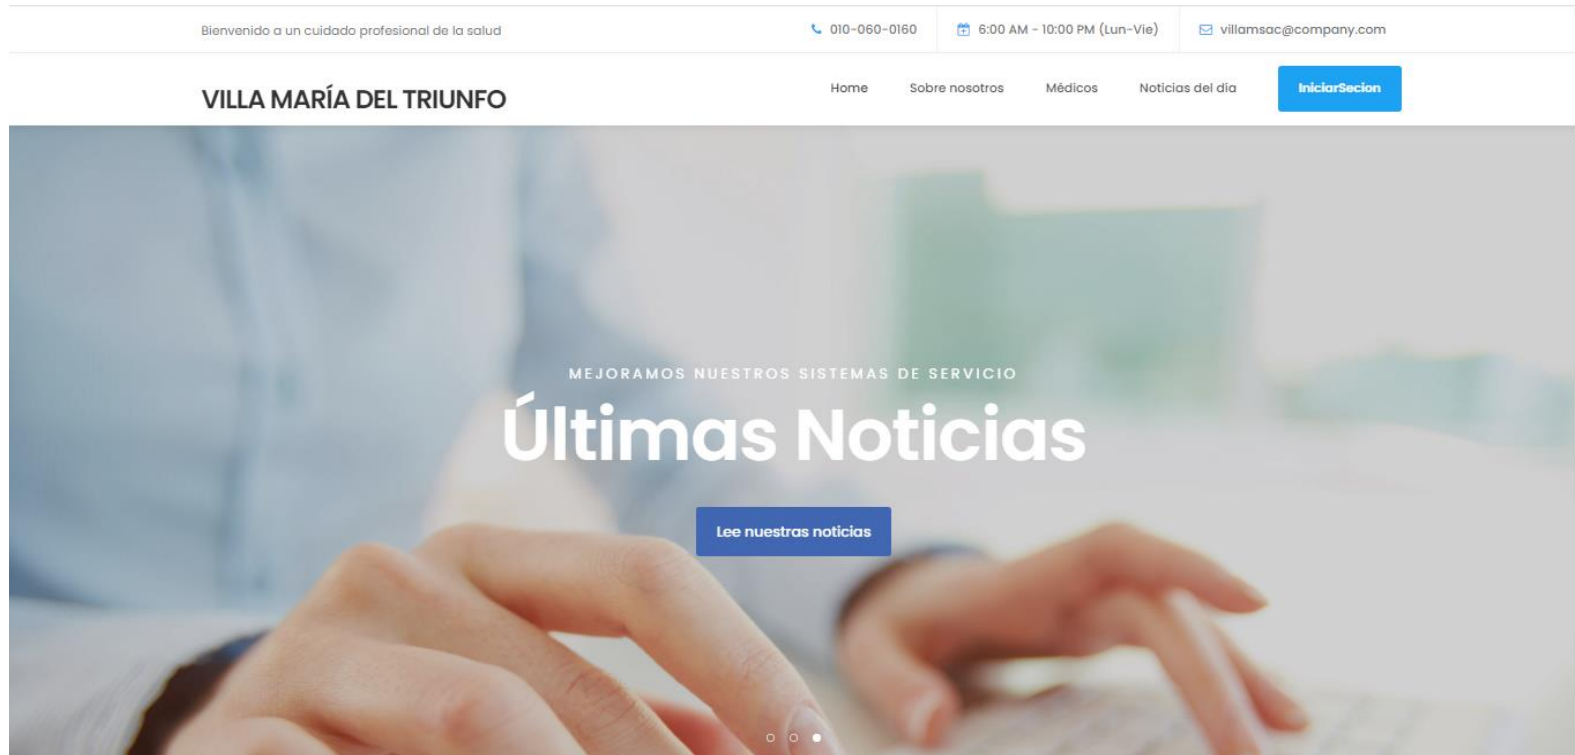 Bienvenido a un cuidado profesional de la salud
010-060-0160
6:00 AM - 10:00 PM (Lun-Vie)
villamsac@company.com
VILLA MARÍA DEL TRIUNFO
Home
Sobre nosotros
Médicos
Noticias del día
IniciarSecion
MEJORAMOS NUESTROS SISTEMAS DE SERVICIO
Últimas Noticias
Lee nuestras noticias